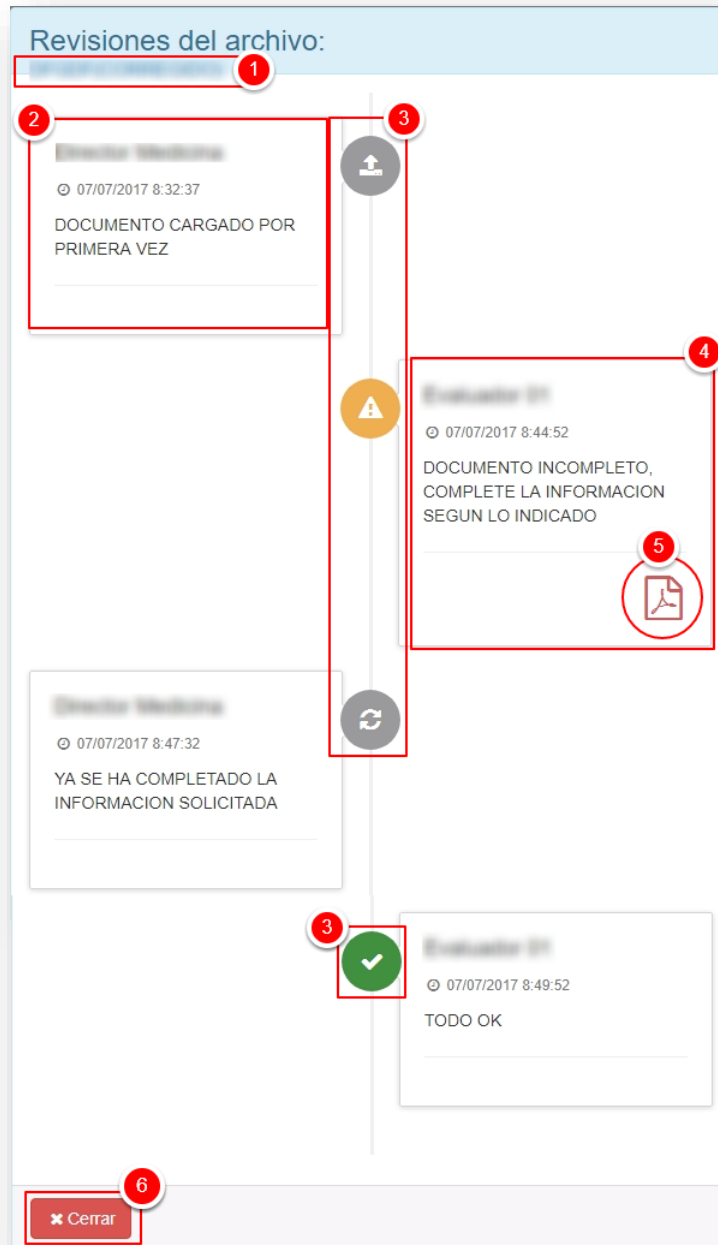 Revisiones del archivo:
1
2
3
07/07/2017 8:32:37
DOCUMENTO CARGADO POR
PRIMERA VEZ
4
07/07/2017 8:44:52
DOCUMENTO INCOMPLETO,
COMPLETE LA INFORMACION
SEGUN LO INDICADO
5
07/07/2017 8:47:32
YA SE HA COMPLETADO LA
INFORMACION SOLICITADA
3
07/07/2017 8:49:52
TODO OK
6
Cerrar